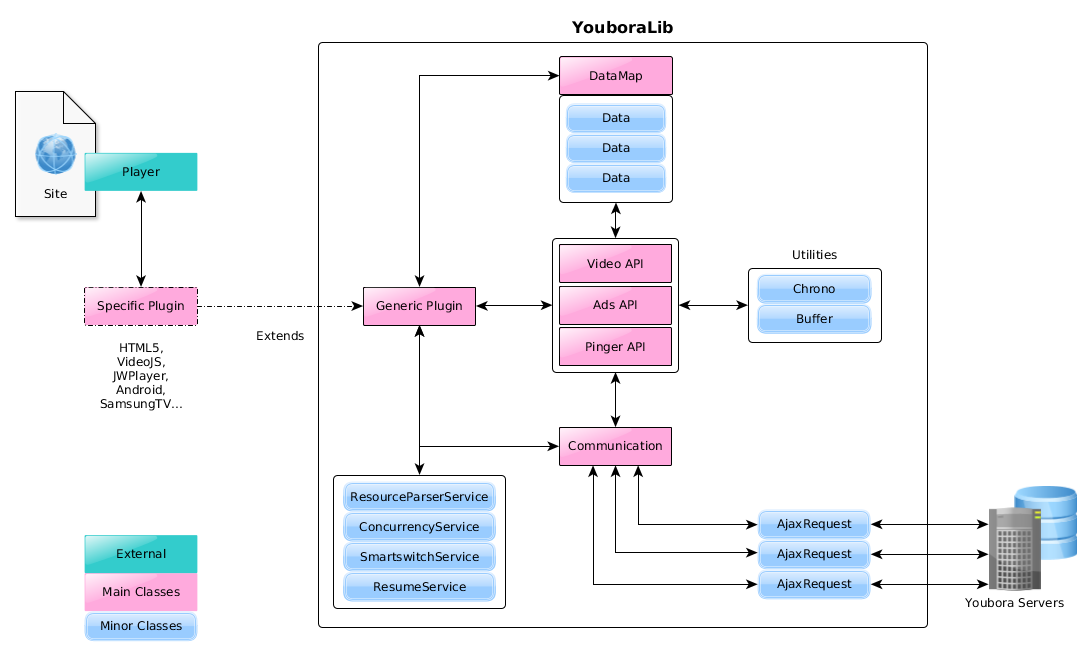 YouboraLib
DataMap
Data
Data
Data
Player
Site
Video API
Ads API
Pinger API
Utilities
Chrono
Buffer
Specific Plugin
Extends
Generic Plugin
HTML5,
VideoJS,
JWPlayer,
Android,
SamsungTV...
Communication
ResourceParserService
ConcurrencyService
SmartswitchService
ResumeService
AjaxRequest
AjaxRequest
AjaxRequest
Youbora Servers
External
Main Classes
Minor Classes